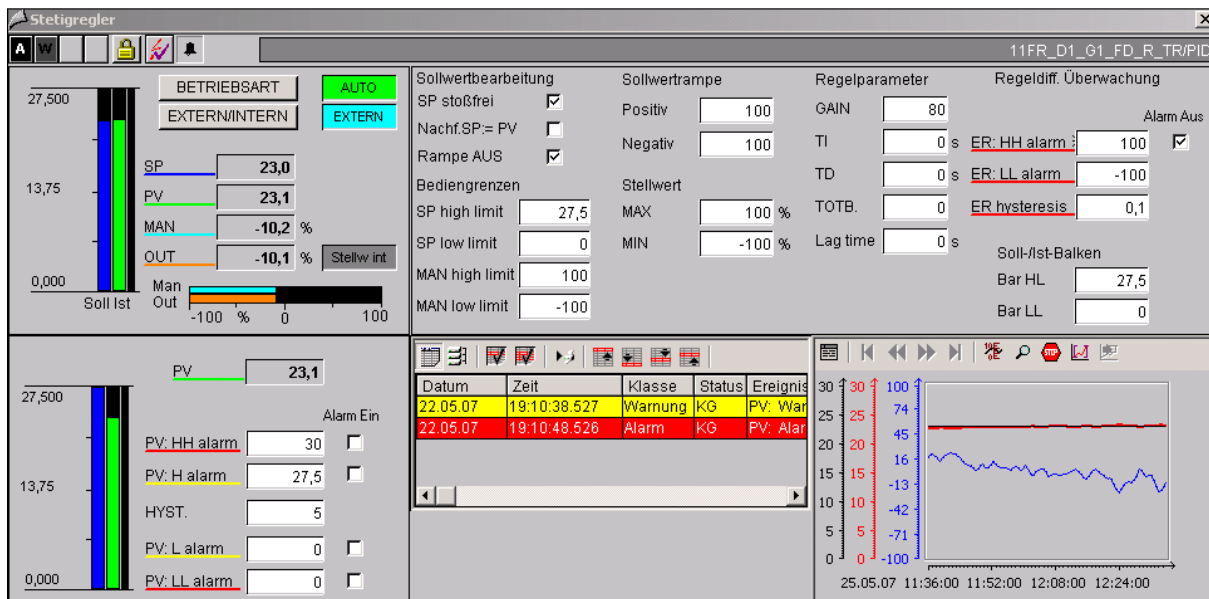 Stetigregler
A W
11FR_D1_G1_FD_R_TR/PID
27,500
13,75
0,000
Soll Ist
BETRIEBSART AUTO
EXTERN/INTERN EXTERN
SP 23,0
PV 23,1
MAN -10,2 %
OUT -10,1 % Stellw int
Man
Out
-100 % 0 100
Sollwertbearbeitung
SP stoßfrei
Nachf.SP:= PV
Rampe AUS
Bediengrenzen
SP high limit 27,5
SP low limit 0
MAN high limit 100
MAN low limit -100
Sollwertrampe
Positiv 100
Negativ 100
Stellwert
MAX 100 %
MIN -100 %
Regelparameter
GAIN 80
TI 0 s
TD 0 s
TOTB. 0
Lag time 0 s
Regeldiff. Überwachung
Alarm Aus
ER: HH alarm 100
ER: LL alarm -100
ER hysteresis 0,1
Soll-/Ist-Balken
Bar HL 27,5
Bar LL 0
PV 23,1
27,500
13,75
0,000
Alarm Ein
PV: HH alarm 30
PV: H alarm 27,5
HYST. 5
PV: L alarm 0
PV: LL alarm 0
Datum Zeit Klasse Status Ereignis
22.05.07 19:10:38.527 Warnung KG PV: War
22.05.07 19:10:48.526 Alarm KG PV: Alar
STOP
30 30 100
25 25 74
20 20 45
15 15 16
-13
10 10 -42
5 5 -71
0 0 -100
25.05.07 11:36:00 11:52:00 12:08:00 12:24:00